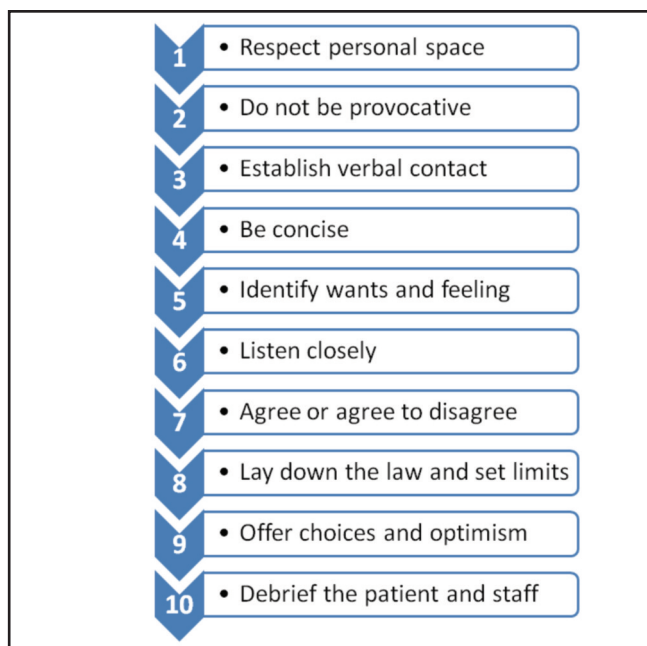 1 • Respect personal space
2 • Do not be provocative
3 • Establish verbal contact
4 • Be concise
5 • Identify wants and feeling
6 • Listen closely
7 • Agree or agree to disagree
8 • Lay down the law and set limits
9 • Offer choices and optimism
10 • Debrief the patient and staff